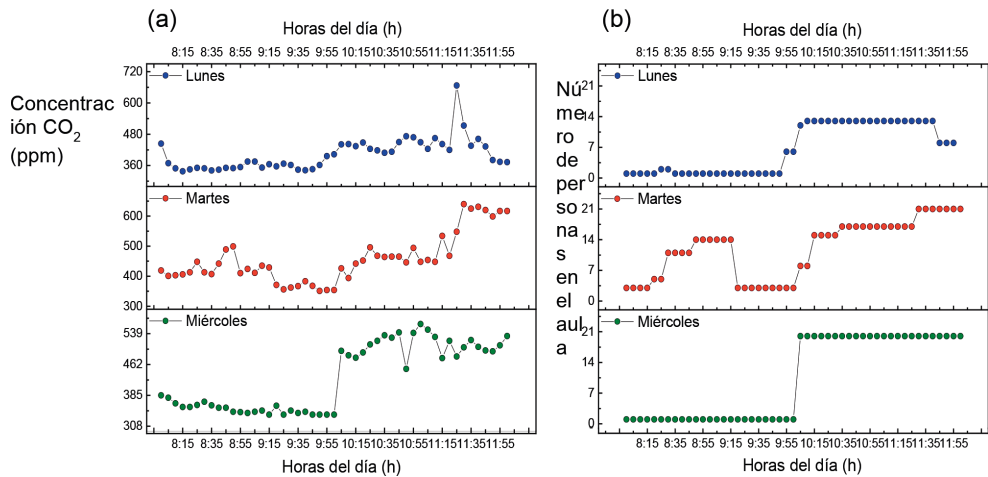 (a)
(b)
Horas del día (h)
Horas del día (h)
8:15 8:35 8:55 9:15 9:35 9:55 10:15 10:35 10:55 11:15 11:35 11:55
8:15 8:35 8:55 9:15 9:35 9:55 10:15 10:35 10:55 11:15 11:35 11:55
Concentrac
ión CO2
(ppm)
720
600
480
360
Lunes
600
500
400
300
Martes
539
462
385
308
Miércoles
8:15 8:35 8:55 9:15 9:35 9:55 10:15 10:35 10:55 11:15 11:35 11:55
Horas del día (h)
Nú
me
ro
de
pe
rso
na
s
en
el
aul
a
21
14
7
0
Lunes
21
14
7
0
Martes
21
14
7
0
Miércoles
8:15 8:35 8:55 9:15 9:35 9:55 10:15 10:35 10:55 11:15 11:35 11:55
Horas del día (h)